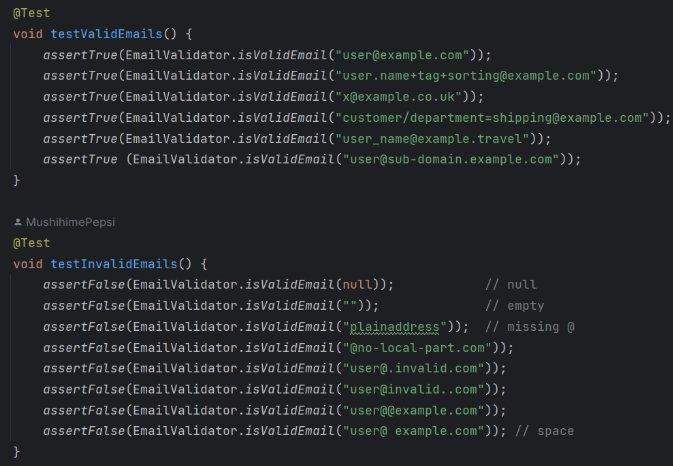 @Test
void testValidEmails() {
    assertTrue(EmailValidator.isValidEmail("user@example.com"));
    assertTrue(EmailValidator.isValidEmail("user.name+tag+sorting@example.com"));
    assertTrue(EmailValidator.isValidEmail("x@example.co.uk"));
    assertTrue(EmailValidator.isValidEmail("customer/department=shipping@example.com"));
    assertTrue(EmailValidator.isValidEmail("user_name@example.travel"));
    assertTrue (EmailValidator.isValidEmail("user@sub-domain.example.com"));
}
MushihimePepsi
@Test
void testInvalidEmails() {
    assertFalse(EmailValidator.isValidEmail(null));            // null
    assertFalse(EmailValidator.isValidEmail(""));              // empty
    assertFalse(EmailValidator.isValidEmail("plainaddress"));  // missing @
    assertFalse(EmailValidator.isValidEmail("@no-local-part.com"));
    assertFalse(EmailValidator.isValidEmail("user@.invalid.com"));
    assertFalse(EmailValidator.isValidEmail("user@invalid..com"));
    assertFalse(EmailValidator.isValidEmail("user@@example.com"));
    assertFalse(EmailValidator.isValidEmail("user@ example.com")); // space
}